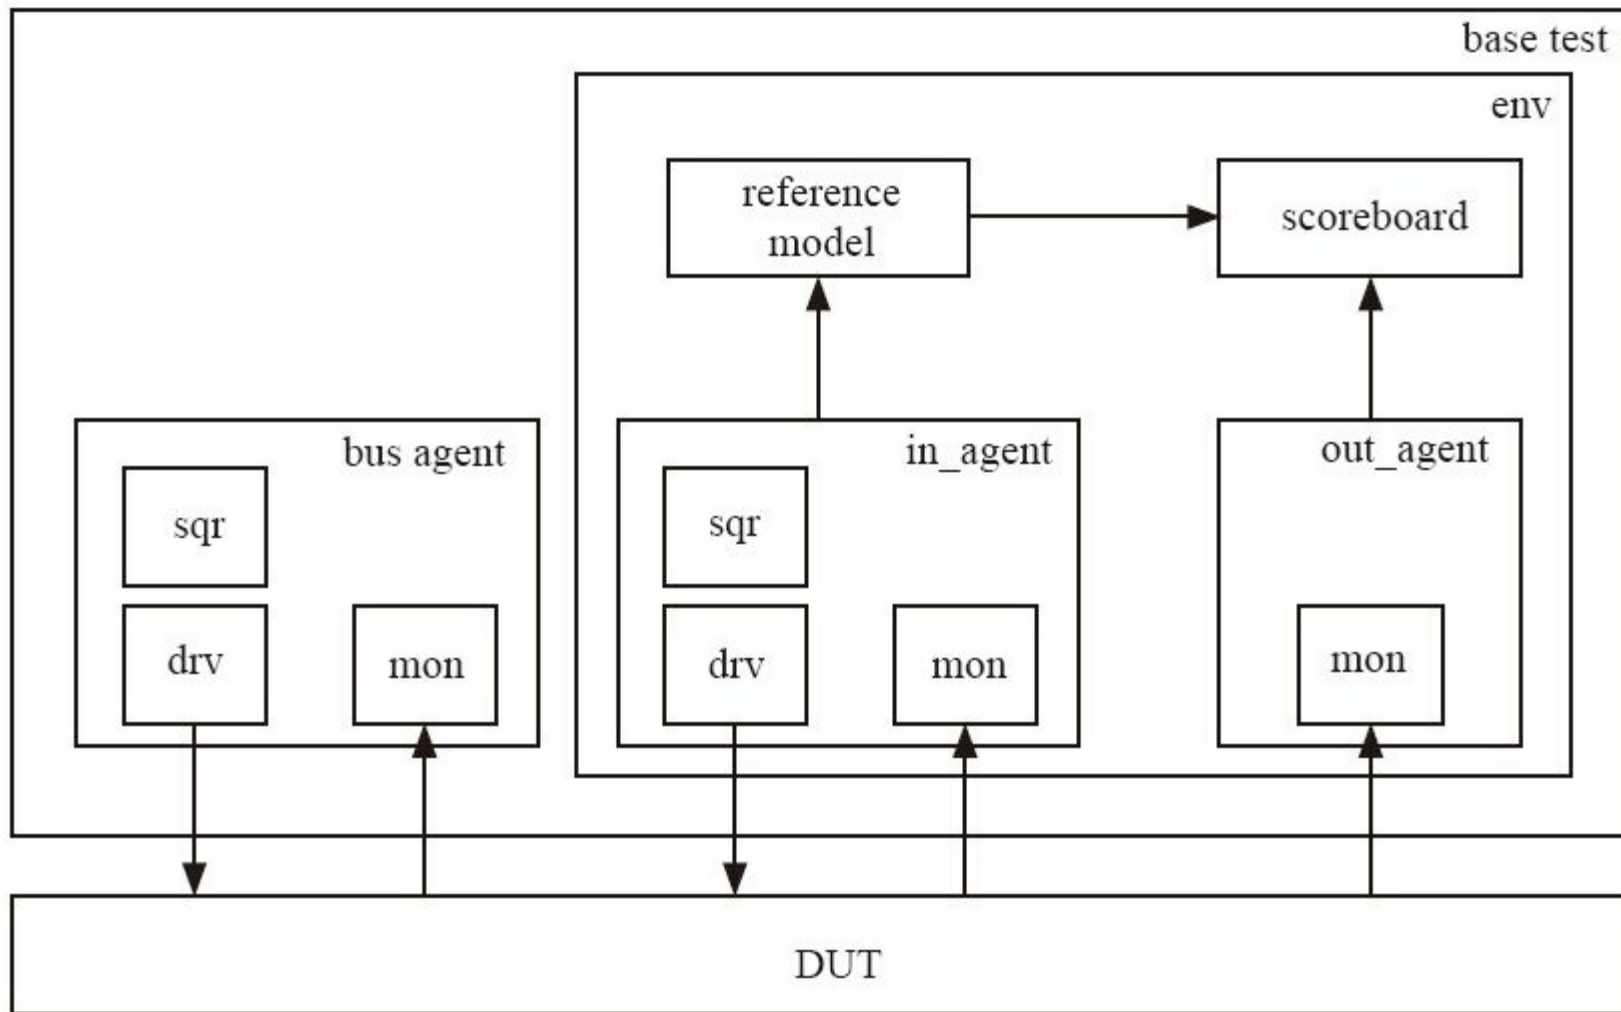 base test
env
reference
model
scoreboard
bus agent
in_agent
out_agent
sqr
sqr
drv
mon
drv
mon
mon
DUT